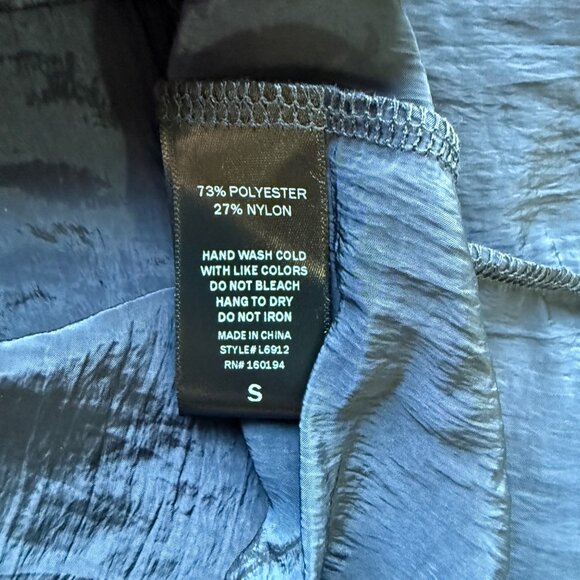 73% POLYESTER
27% NYLON
HAND WASH COLD
WITH LIKE COLORS
DO NOT BLEACH
HANG TO DRY
DO NOT IRON
MADE IN CHINA
STYLE# L6912
RN# 160194
S